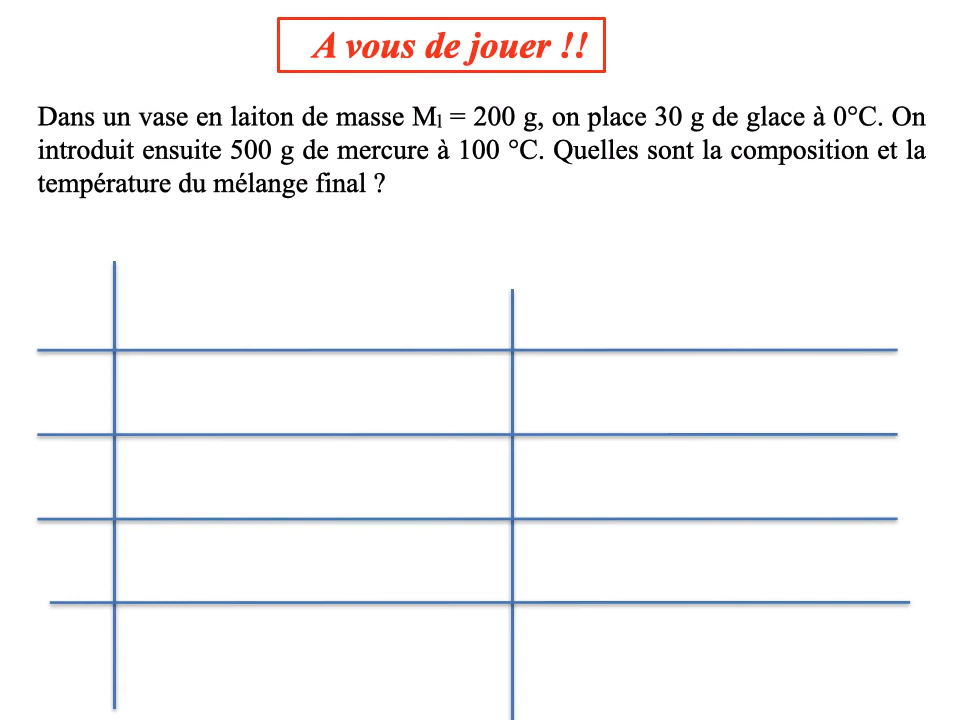 A vous de jouer !!
Dans un vase en laiton de masse Ml = 200 g, on place 30 g de glace à 0°C. On
introduit ensuite 500 g de mercure à 100 °C. Quelles sont la composition et la
température du mélange final ?